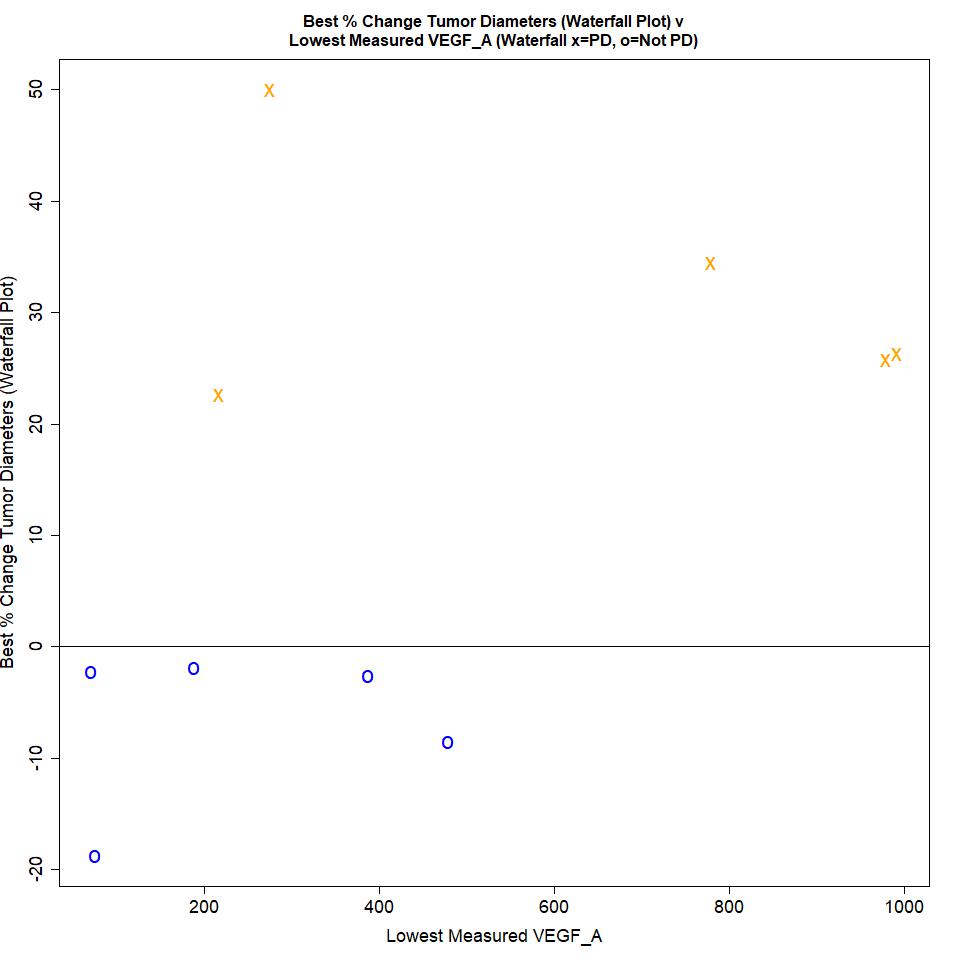 Best % Change Tumor Diameters (Waterfall Plot) v
Lowest Measured VEGF_A (Waterfall x=PD, o=Not PD)
Best % Change Tumor Diameters (Waterfall Plot)
50
40
30
20
10
0
-10
-20
X
X
X
X
X
O
O
O
O
O
200
400
600
800
1000
Lowest Measured VEGF_A